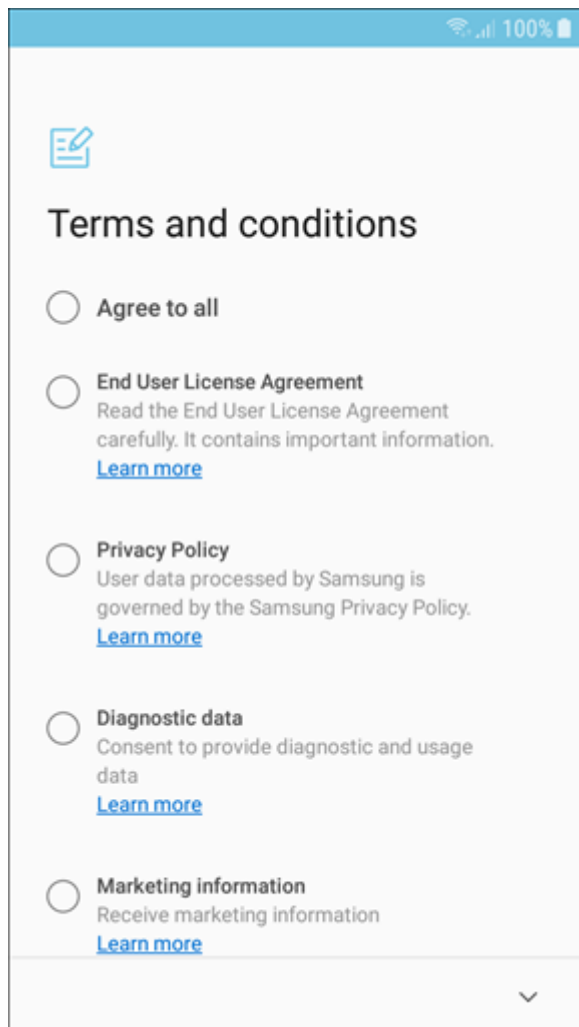 100%
Terms and conditions
Agree to all
End User License Agreement
Read the End User License Agreement
carefully. It contains important information.
Learn more
Privacy Policy
User data processed by Samsung is
governed by the Samsung Privacy Policy.
Learn more
Diagnostic data
Consent to provide diagnostic and usage
data
Learn more
Marketing information
Receive marketing information
Learn more